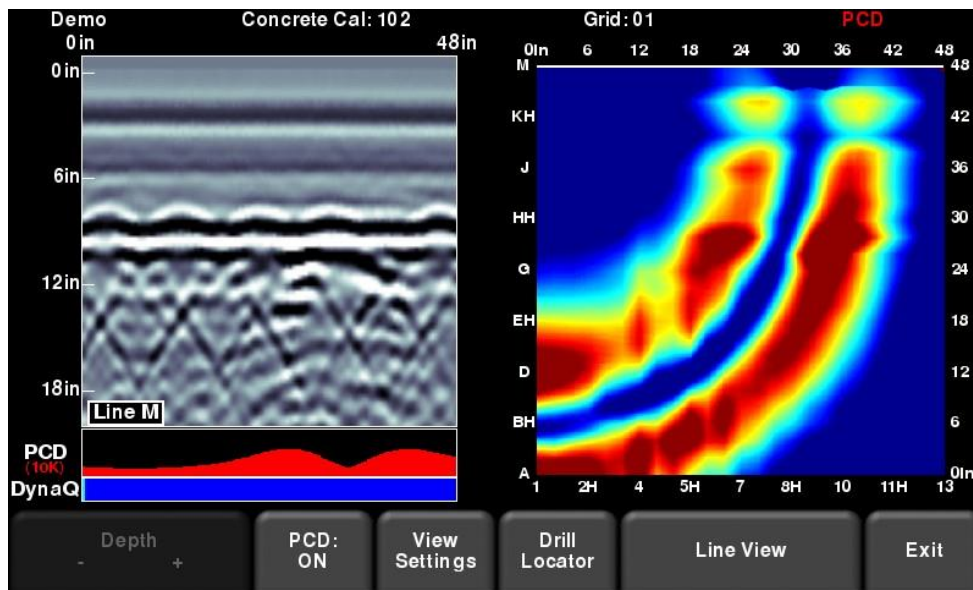 Demo Concrete Cal: 102 Grid: 01 PCD
0in 48in
0in 6 12 18 24 30 36 42 48
0in
6in
12in
18in
Line M
M
KH
J
HH
G
EH
D
BH
A
48
42
36
30
24
18
12
6
0in
1 2H 4 5H 7 8H 10 11H 13
PCD
(10K)
DynaQ
Depth
- +
PCD:
ON
View
Settings
Drill
Locator
Line View
Exit